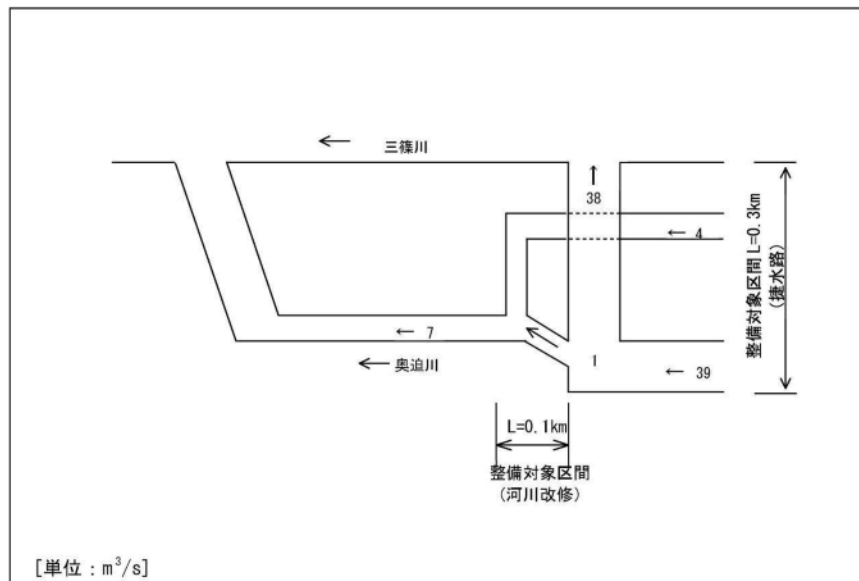 三篠川
38
← 4
← 7
1
← 39
奥迫川
整備対象区間 L=0.3km
(捷水路)
L=0.1km
整備対象区間
(河川改修)
[単位：m³/s]